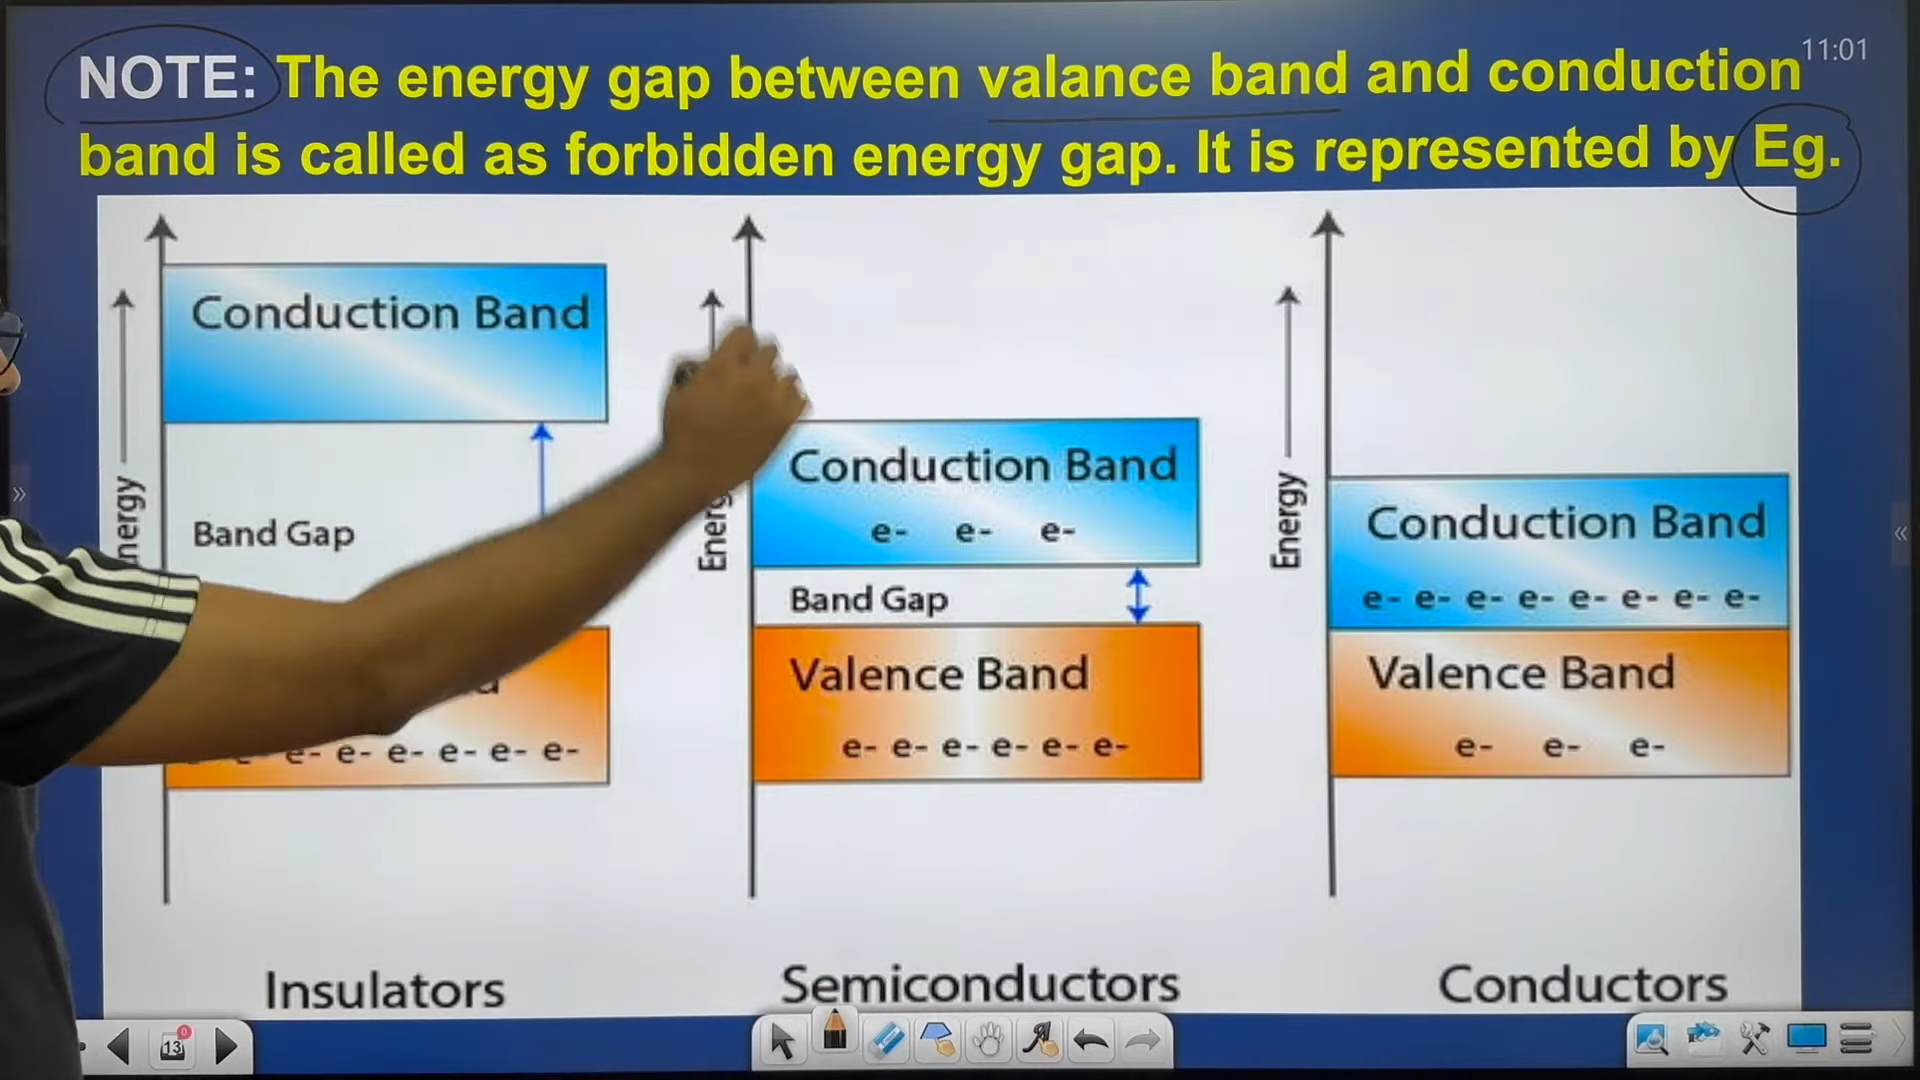 NOTE: The energy gap between valance band and conduction
11:01
band is called as forbidden energy gap. It is represented by Eg.
Conduction Band
Band Gap
e- e- e- e- e- e-
Insulators
Energy
Conduction Band
e- e- e-
Band Gap
Valence Band
e- e- e- e- e- e-
Semiconductors
Energy
Conduction Band
e- e- e- e- e- e- e- e-
Valence Band
e- e- e-
Conductors
13
0